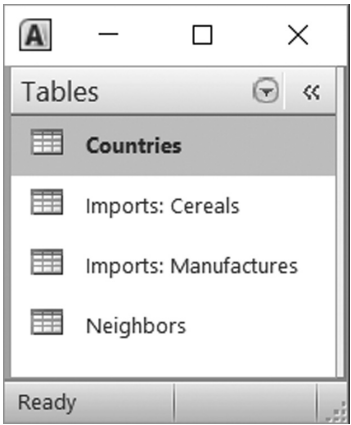 A
Tables
Countries
Imports: Cereals
Imports: Manufactures
Neighbors
Ready